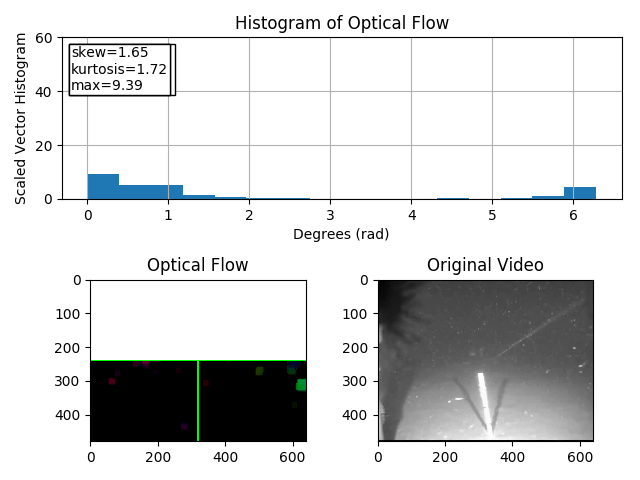 Histogram of Optical Flow
Scaled Vector Histogram
60
40
20
0
skew=1.65
kurtosis=1.72
max=9.39
0 1 2 3 4 5 6
Degrees (rad)
Optical Flow
0
100
200
300
400
0 200 400 600
Original Video
0
100
200
300
400
0 200 400 600